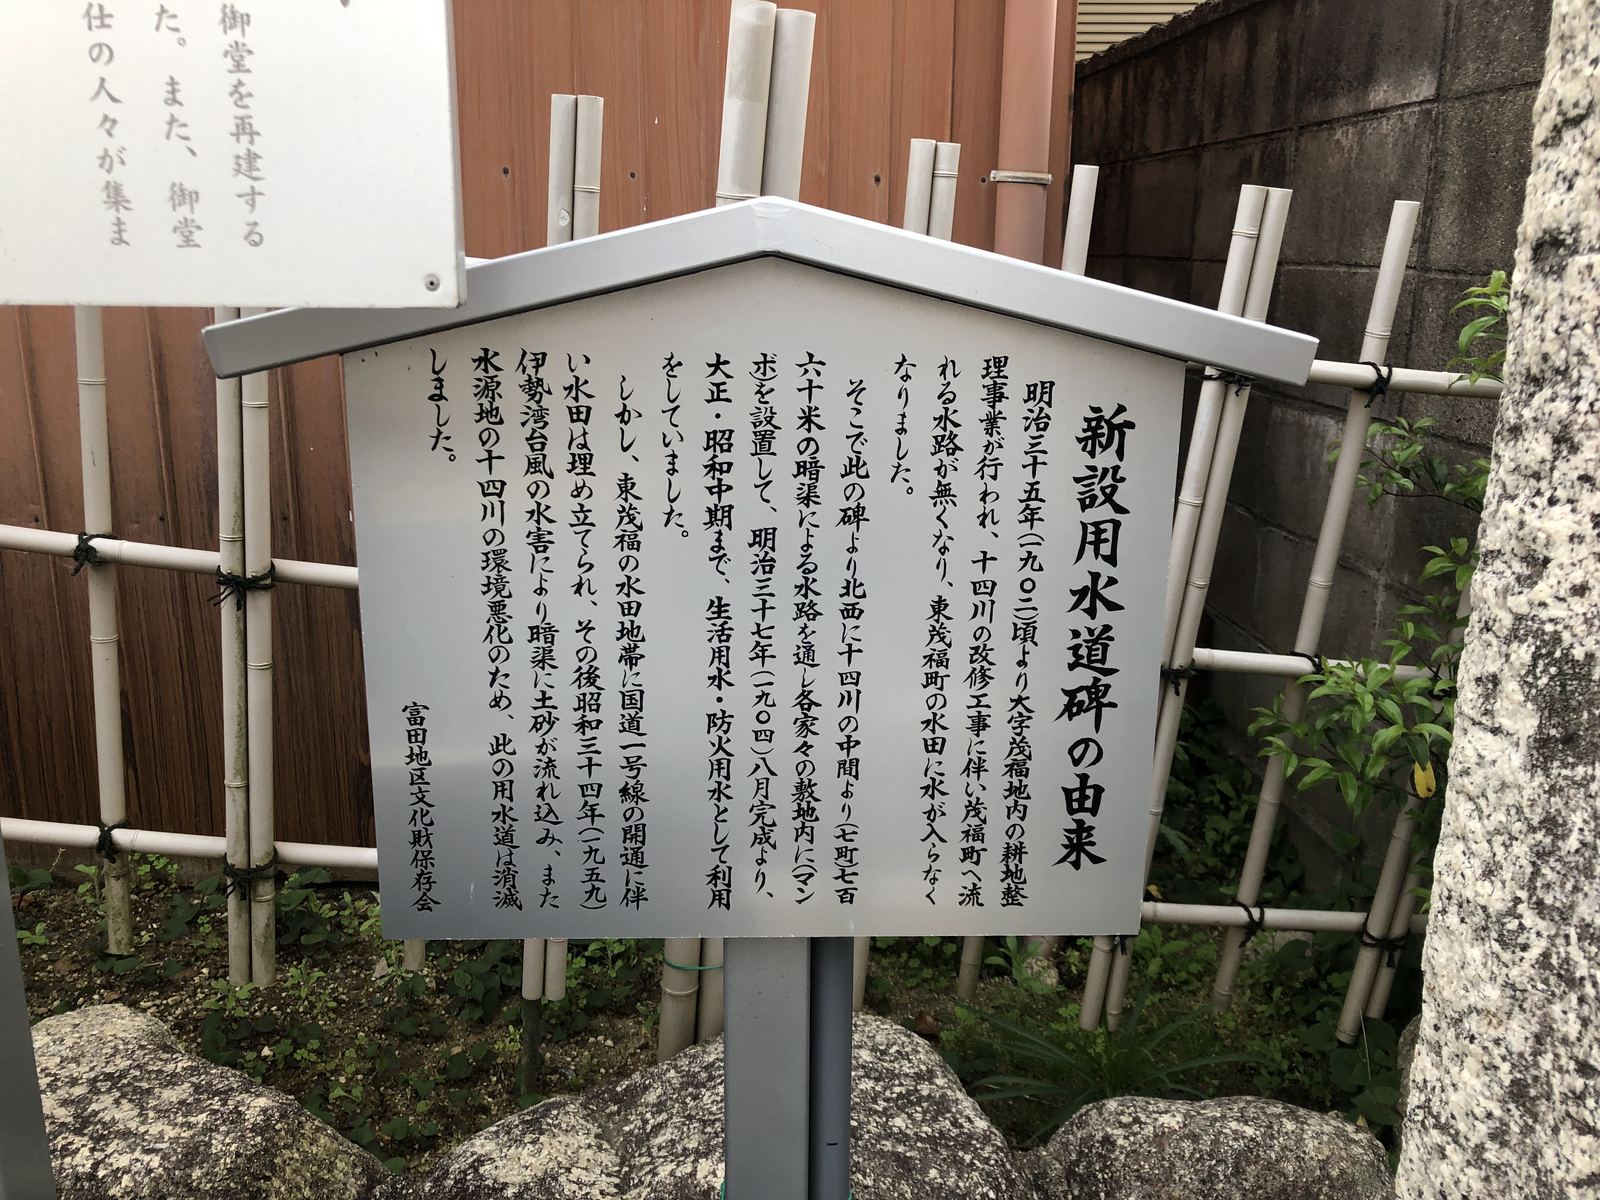 新設用水道碑の由来
明治三十五年(一九〇二)頃より大字茂福地内の耕地整
理事業が行われ、十四川の改修工事に伴い茂福町へ流
れる水路が無くなり、東茂福町の水田に水が入らなく
なりました。
そこで此の碑より北西に十四川の中間より(七町)七百
六十米の暗渠による水路を通し各家々の敷地内に(マン
ボを設置して、明治三十七年(一九〇四)八月完成より、
大正・昭和中期まで、生活用水・防火用水として利用
をしていました。
しかし、東茂福の水田地帯に国道一号線の開通に伴
い水田は埋め立てられ、その後昭和三十四年(一九五九)
伊勢湾台風の水害により暗渠に土砂が流れ込み、また
水源地の十四川の環境悪化のため、此の用水道は消滅
しました。
富田地区文化財保存会
御堂を再建する
た。また、御堂
仕の人々が集ま